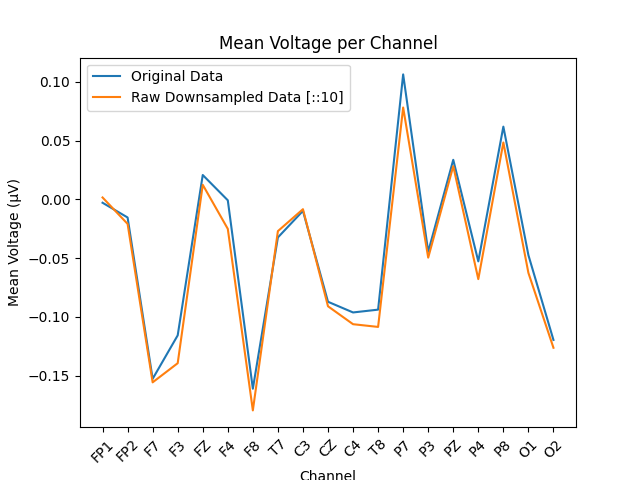 Mean Voltage per Channel
Original Data
Raw Downsampled Data [::10]
0.10
0.05
0.00
−0.05
−0.10
−0.15
Mean Voltage (μV)
FP1 FP2 F7 F3 FZ F4 F8 T7 C3 CZ C4 T8 P7 P3 PZ P4 P8 O1 O2
Channel